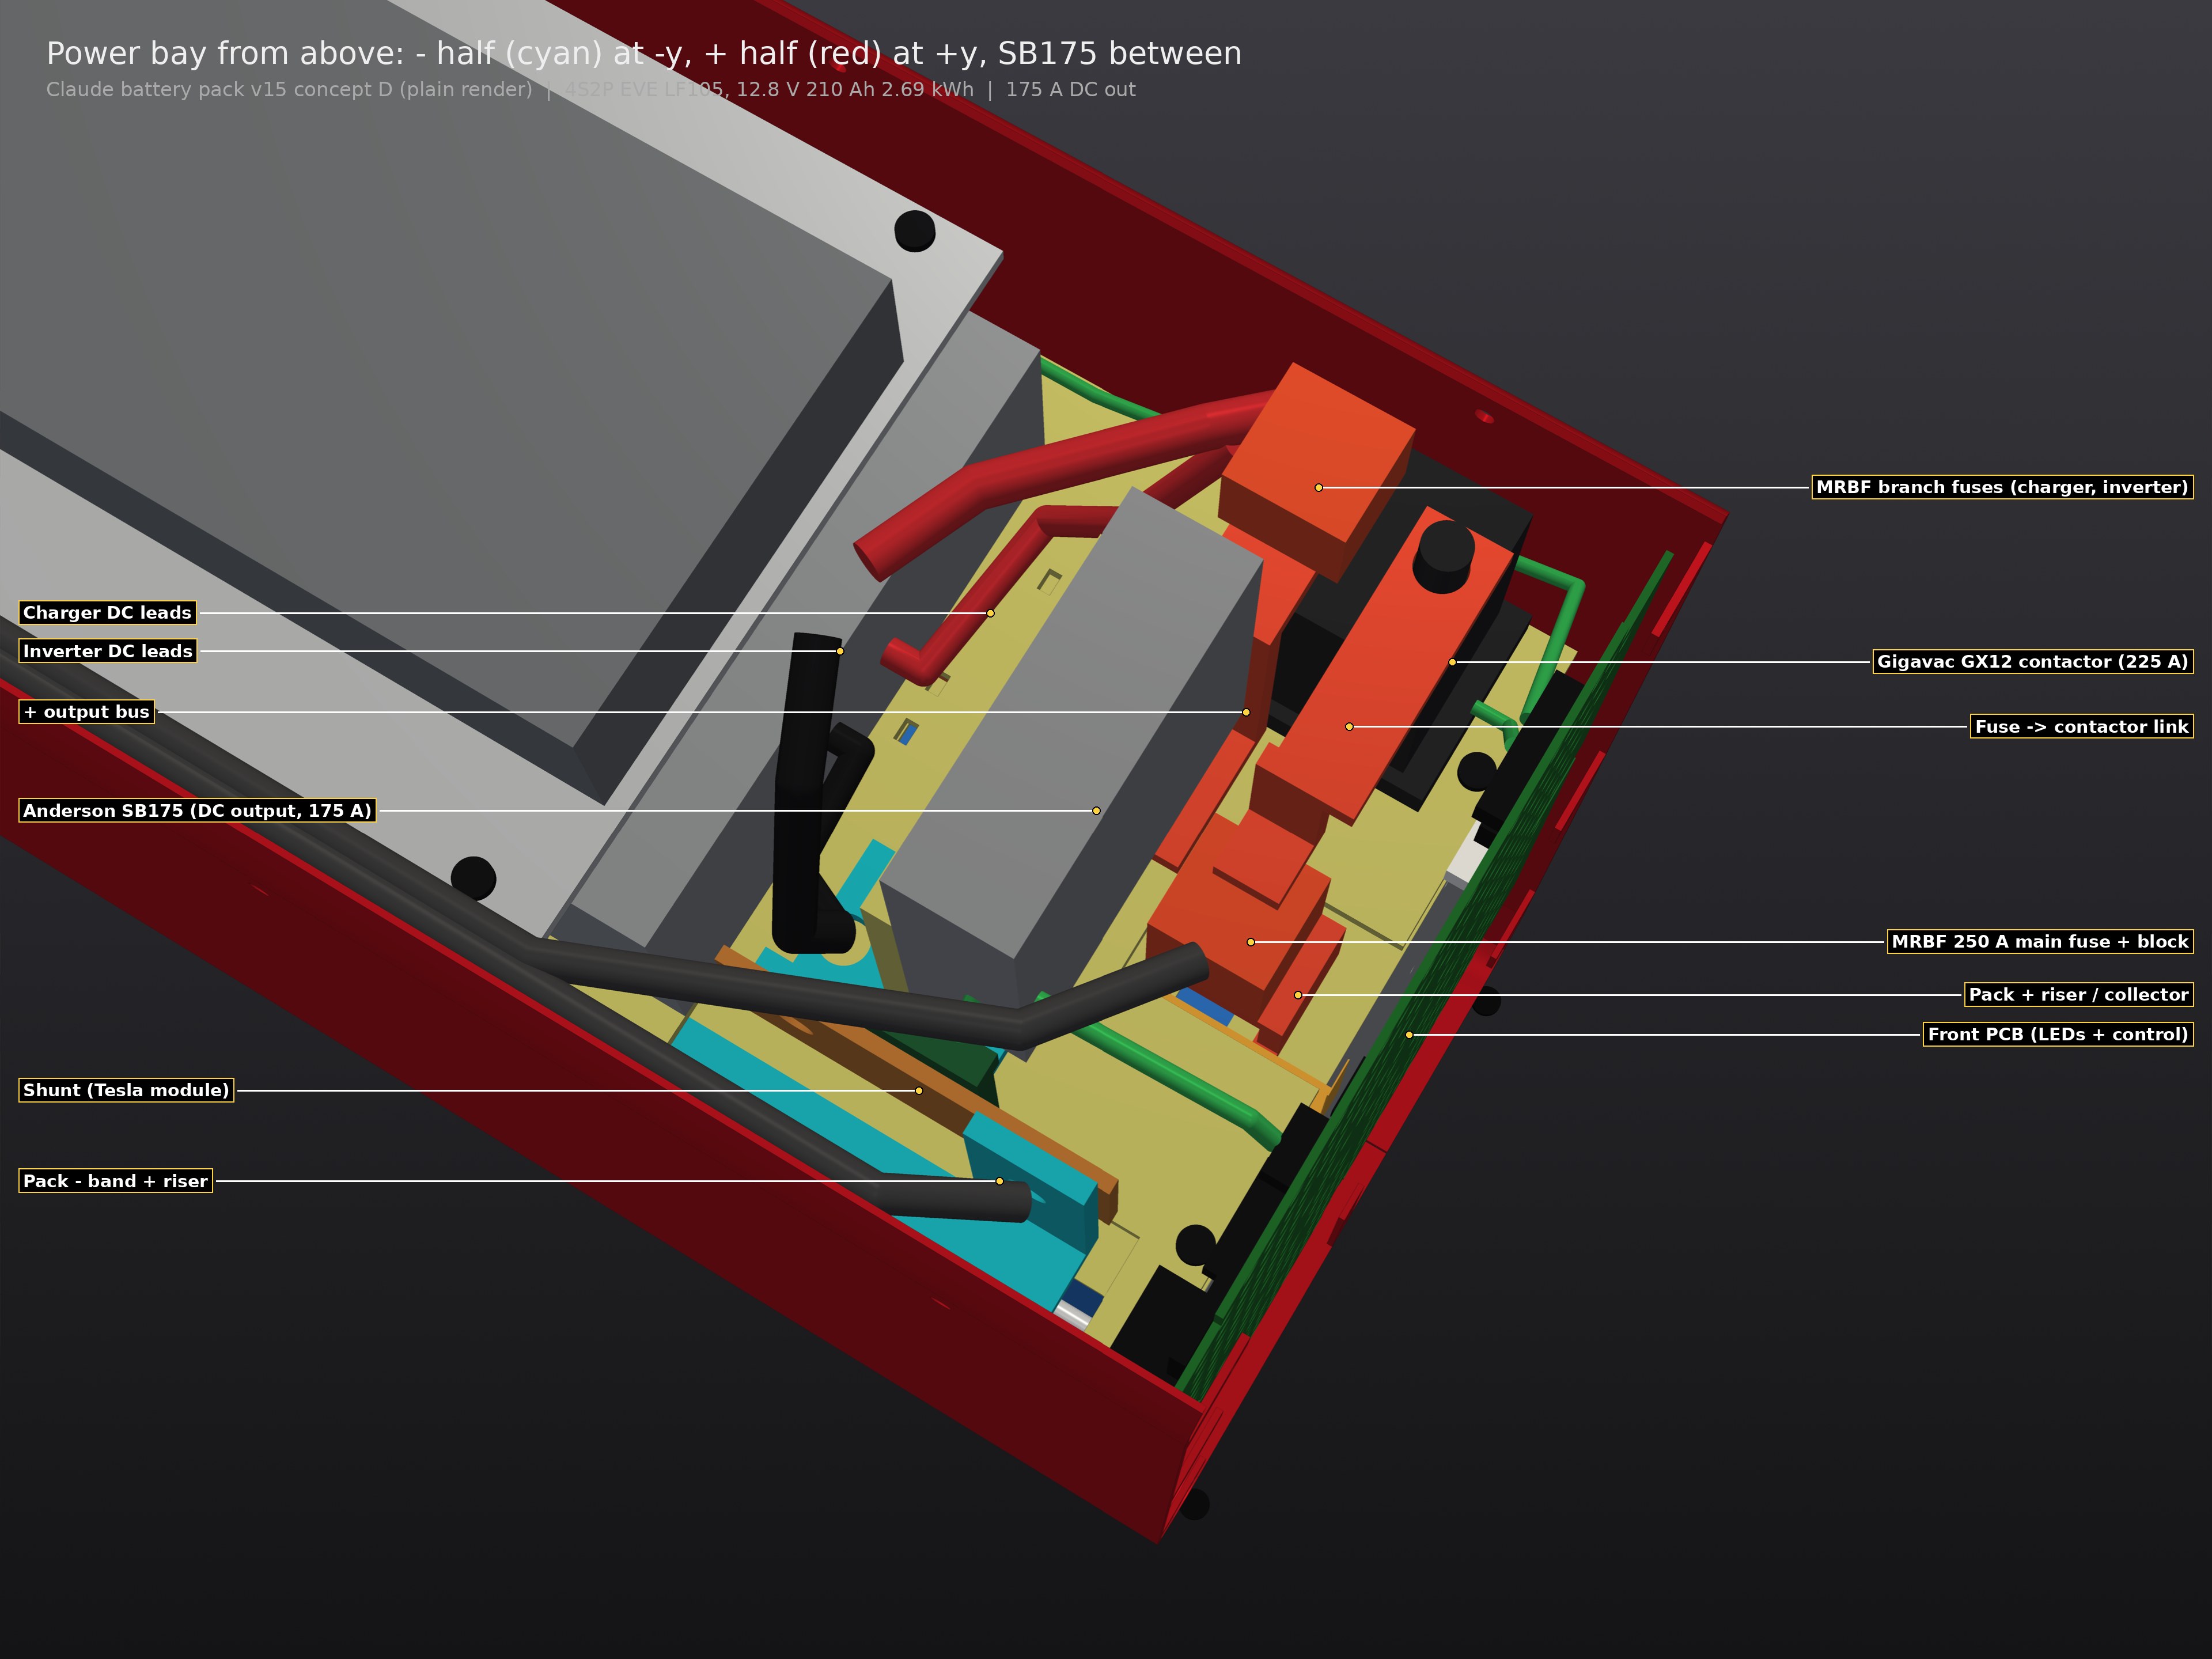 Power bay from above: - half (cyan) at -y, + half (red) at +y, SB175 between
Claude battery pack v15 concept D (plain render) | 4S2P EVE LF105, 12.8 V 210 Ah 2.69 kWh | 175 A DC out
MRBF branch fuses (charger, inverter)
Charger DC leads
Inverter DC leads
Gigavac GX12 contactor (225 A)
+ output bus
Fuse -> contactor link
Anderson SB175 (DC output, 175 A)
MRBF 250 A main fuse + block
Pack + riser / collector
Front PCB (LEDs + control)
Shunt (Tesla module)
Pack - band + riser